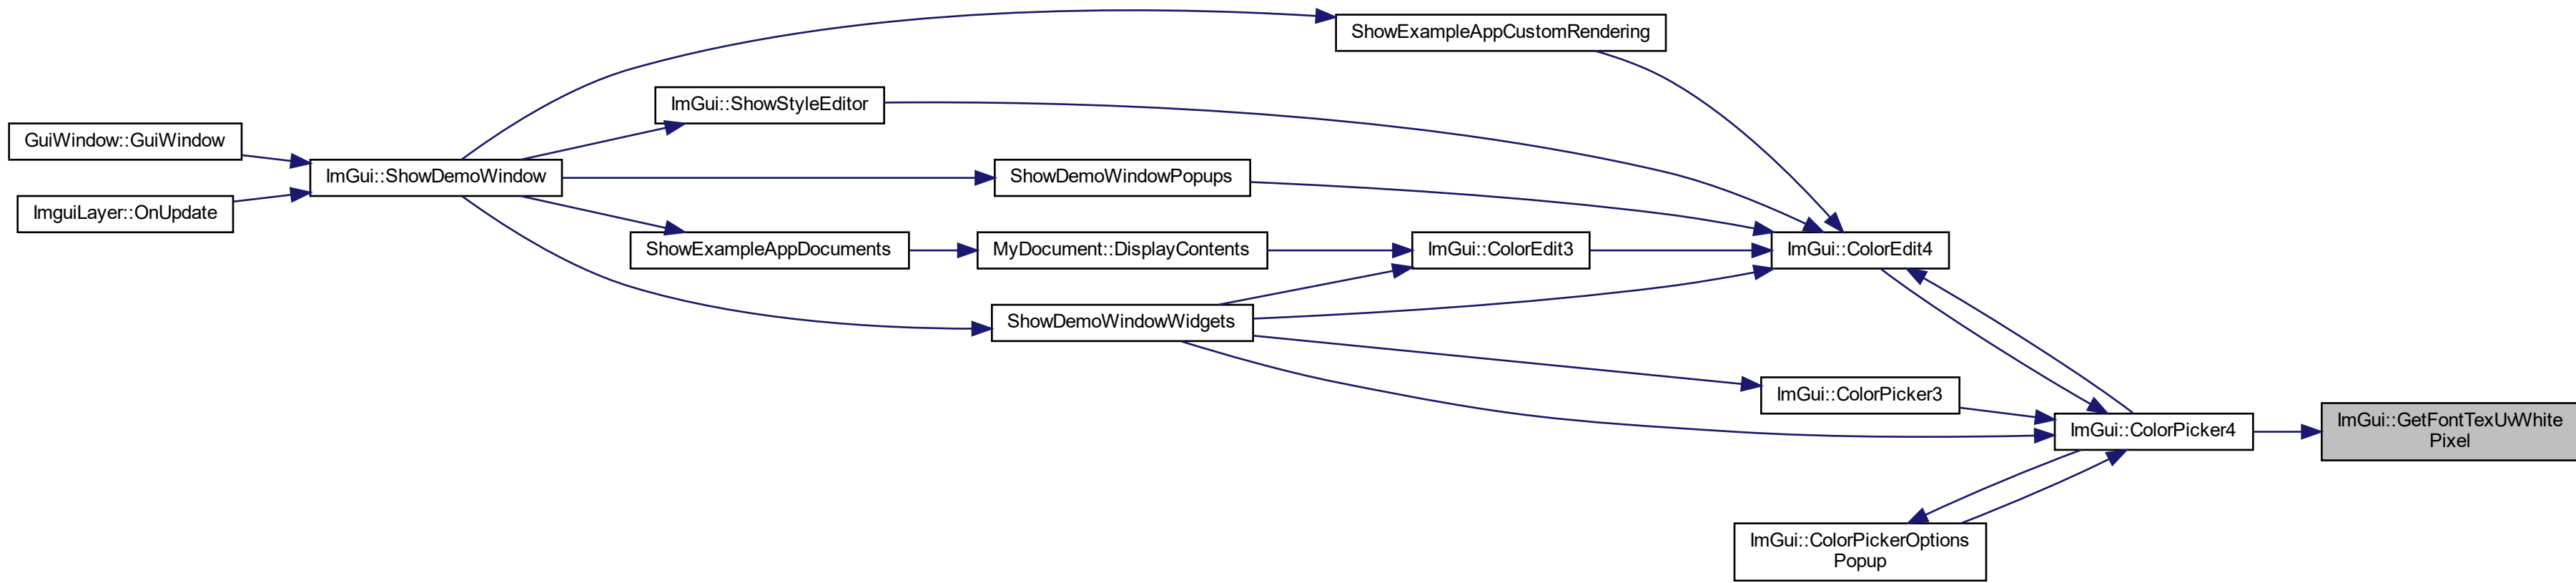 ShowExampleAppCustomRendering
ImGui::ShowStyleEditor
GuiWindow::GuiWindow
ImGui::ShowDemoWindow
ShowDemoWindowPopups
ImguiLayer::OnUpdate
ShowExampleAppDocuments
MyDocument::DisplayContents
ImGui::ColorEdit3
ImGui::ColorEdit4
ShowDemoWindowWidgets
ImGui::ColorPicker3
ImGui::ColorPicker4
ImGui::GetFontTexUvWhite
Pixel
ImGui::ColorPickerOptions
Popup